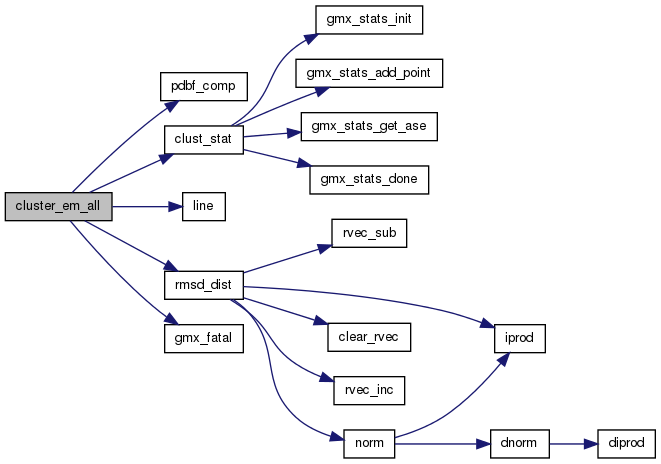 gmx_stats_init
gmx_stats_add_point
pdbf_comp
gmx_stats_get_ase
clust_stat
gmx_stats_done
cluster_em_all
line
rvec_sub
rmsd_dist
clear_rvec
iprod
gmx_fatal
rvec_inc
norm
dnorm
diprod